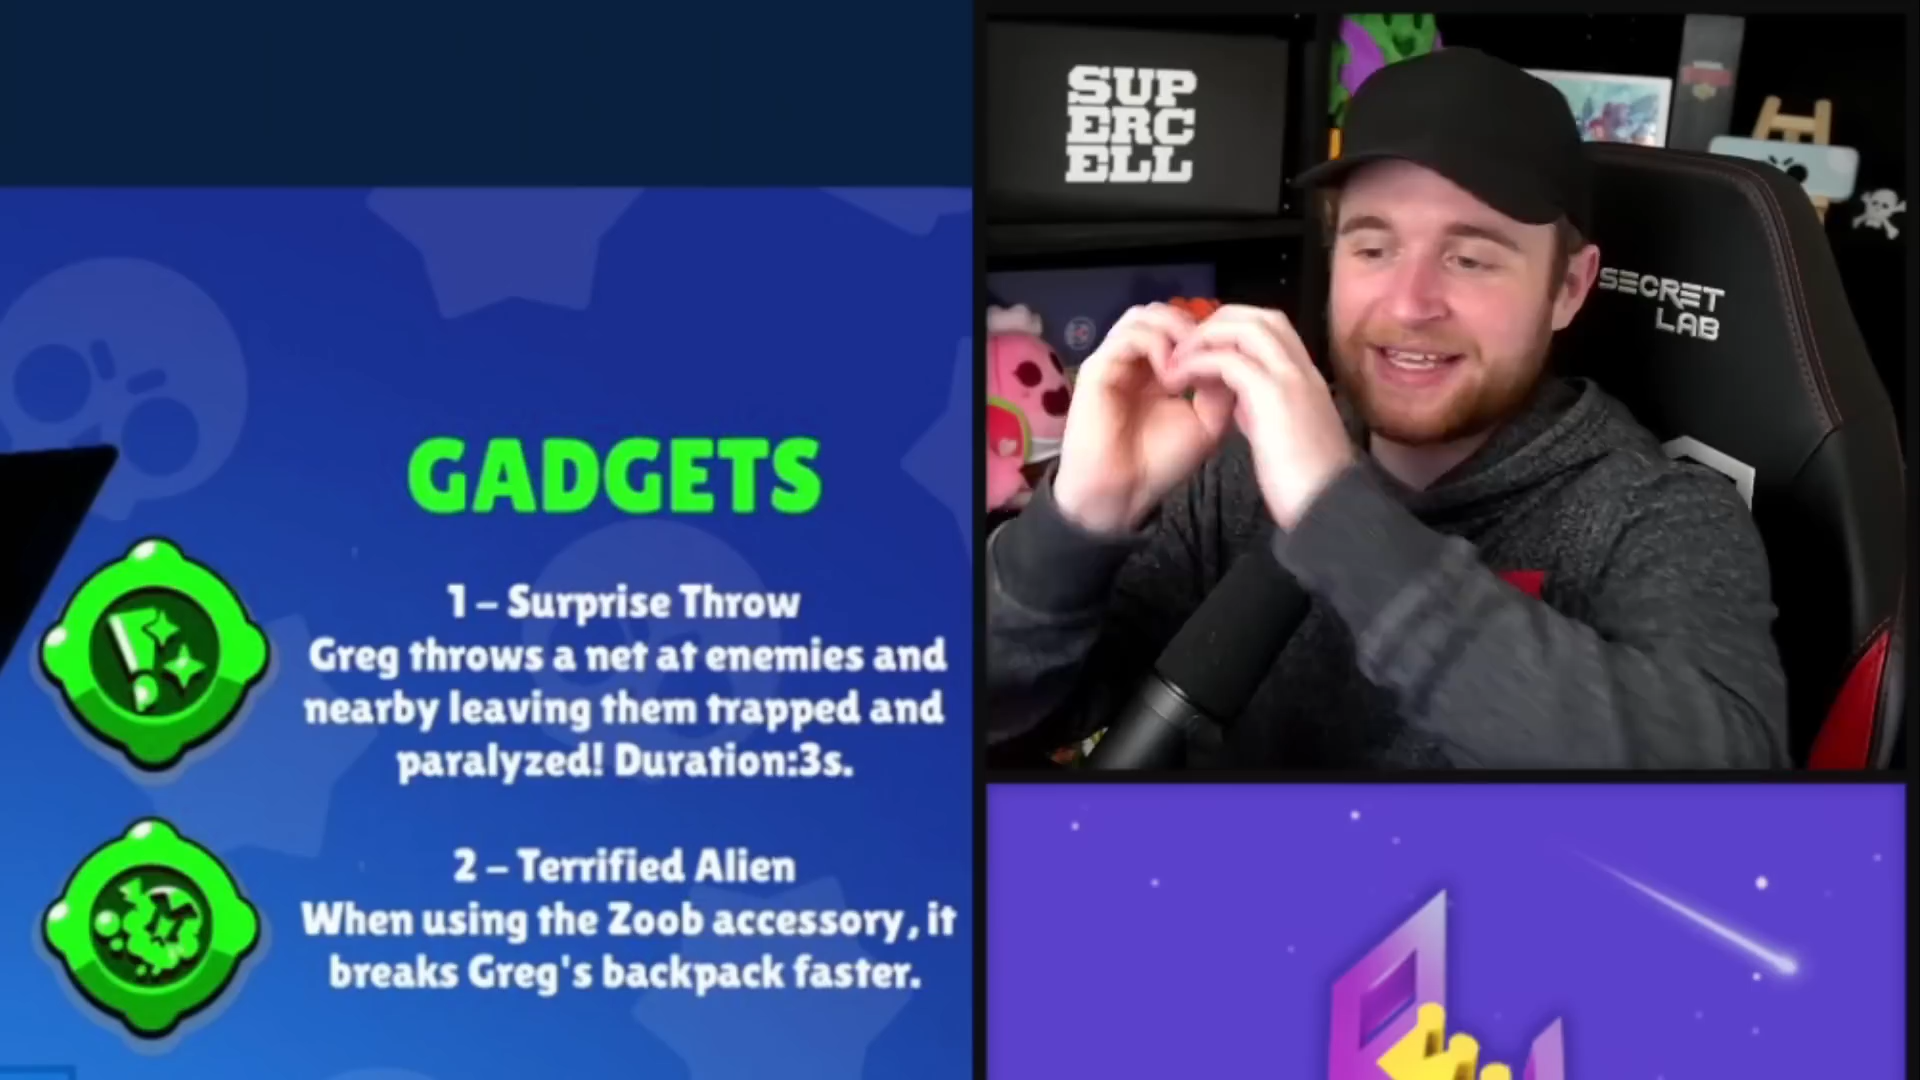 GADGETS
1 – Surprise Throw
Greg throws a net at enemies and
nearby leaving them trapped and
paralyzed! Duration:3s.
2 – Terrified Alien
When using the Zoob accessory, it
breaks Greg's backpack faster.
SUP
ERC
ELL
SECRET
LAB